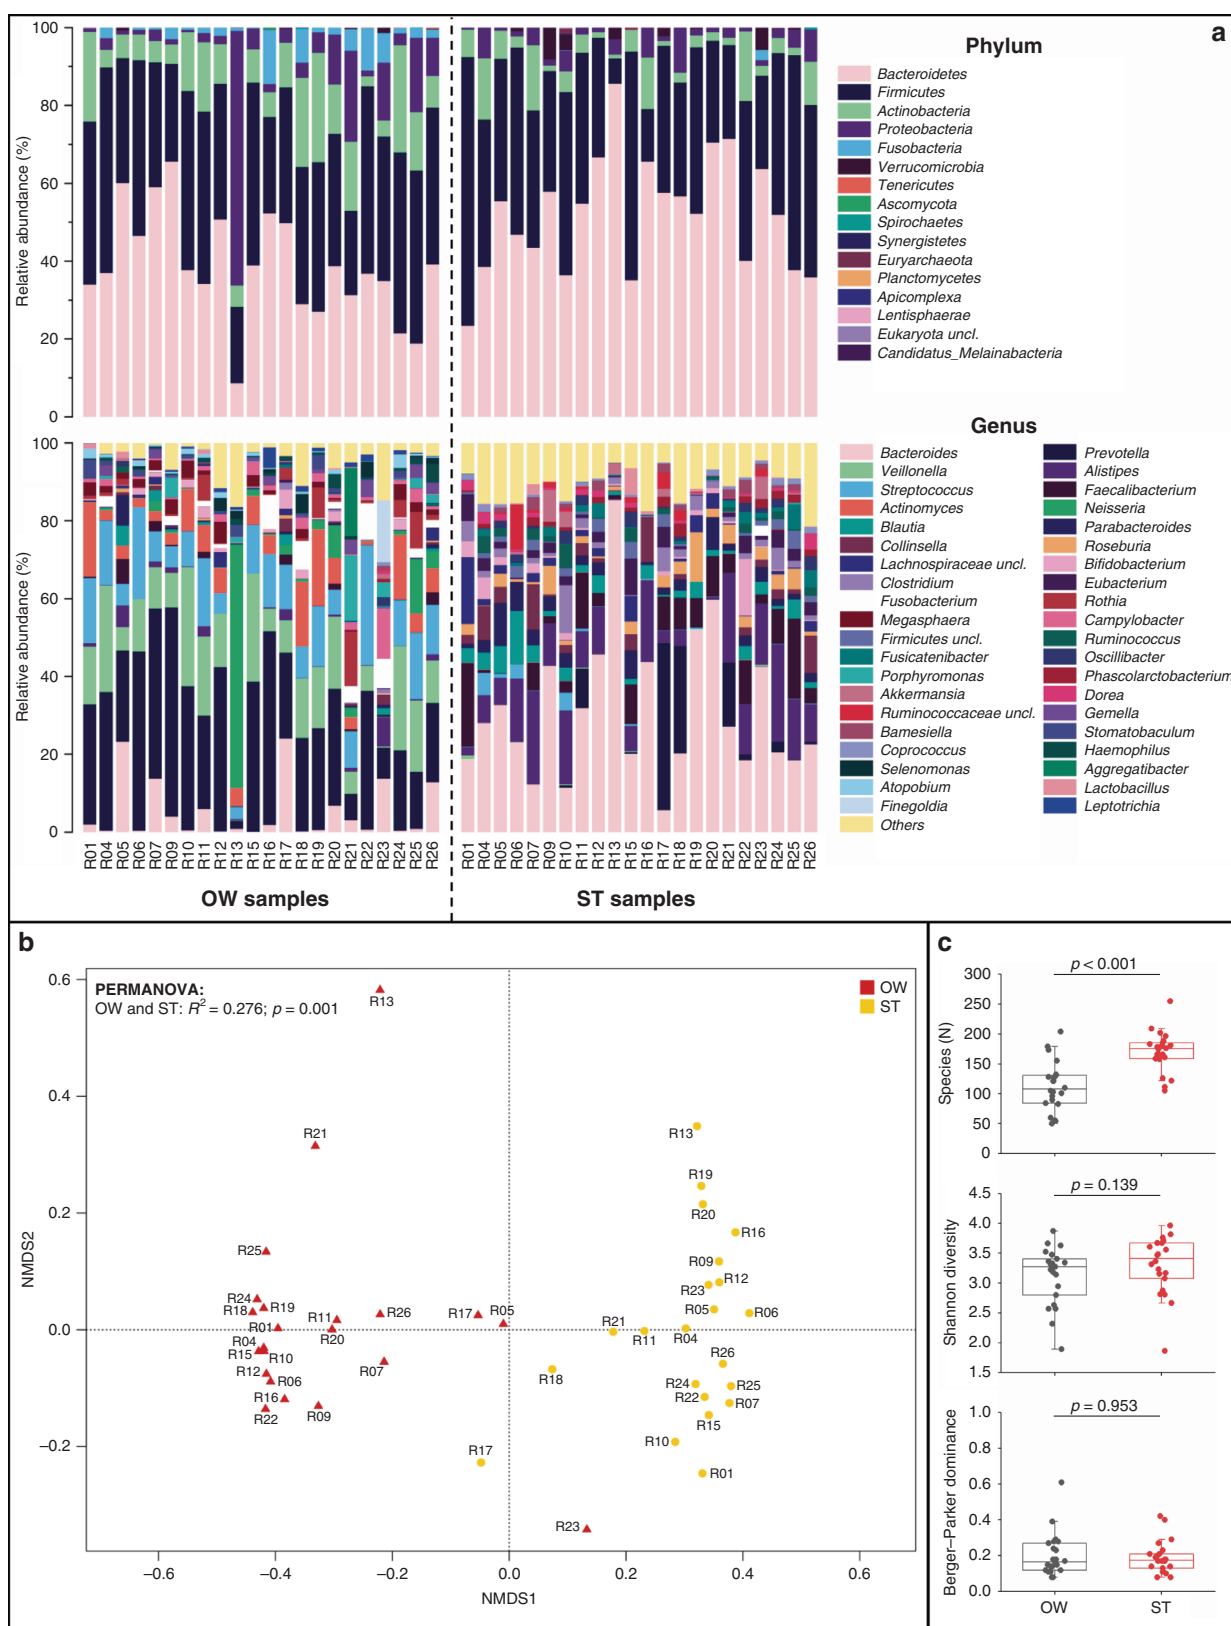 a
100
80
60
40
20
0
Relative abundance (%)
Phylum
Bacteroidetes
Firmicutes
Actinobacteria
Proteobacteria
Fusobacteria
Verrucomicrobia
Tenericutes
Ascomycota
Spirochaetes
Synergistetes
Euryarchaeota
Planctomycetes
Apicomplexa
Lentisphaerae
Eukaryota uncl.
Candidatus_Melainabacteria
100
80
60
40
20
0
Relative abundance (%)
Genus
Bacteroides
Veillonella
Streptococcus
Actinomyces
Blautia
Collinsella
Lachnospiraceae uncl.
Clostridium
Fusobacterium
Megasphaera
Firmicutes uncl.
Fusicatenibacter
Porphyromonas
Akkermansia
Ruminococcaceae uncl.
Barnesiella
Coprococcus
Selenomonas
Atopobium
Finegoldia
Others
Prevotella
Alistipes
Faecalibacterium
Neisseria
Parabacteroides
Roseburia
Bifidobacterium
Eubacterium
Rothia
Campylobacter
Ruminococcus
Oscillibacter
Phascolarctobacterium
Dorea
Gemella
Stomatobaculum
Haemophilus
Aggregatibacter
Lactobacillus
Leptotrichia
R01 R04 R05 R06 R07 R09 R10 R11 R12 R13 R15 R16 R17 R18 R19 R20 R21 R22 R23 R24 R25 R26
R01 R04 R05 R06 R07 R09 R10 R11 R12 R13 R15 R16 R17 R18 R19 R20 R21 R22 R23 R24 R25 R26
OW samples
ST samples
b
PERMANOVA:
OW and ST: R² = 0.276; p = 0.001
OW
ST
0.6
0.4
0.2
0.0
−0.2
NMDS2
R13
R21
R25
R24
R18
R19
R01
R11
R20
R26
R17
R05
R04
R15
R10
R12
R06
R16
R22
R09
R07
R23
R13
R19
R20
R16
R09
R12
R23
R05
R06
R21
R11
R04
R26
R18
R24
R25
R22
R07
R15
R10
R17
R01
−0.6 −0.4 −0.2 0.0 0.2 0.4 0.6
NMDS1
c
p < 0.001
300
250
200
150
100
50
0
Species (N)
p = 0.139
4.5
4.0
3.5
3.0
2.5
2.0
1.5
Shannon diversity
p = 0.953
1.0
0.8
0.6
0.4
0.2
0.0
Berger–Parker dominance
OW ST